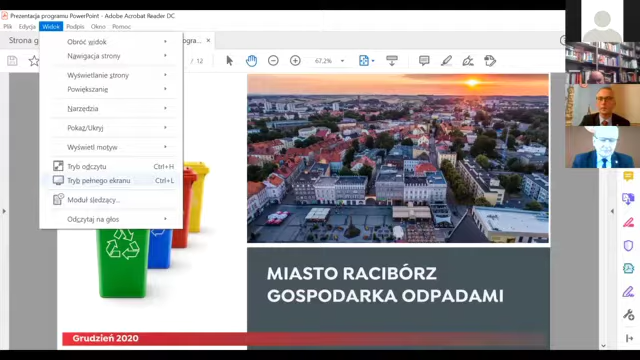 Prezentacja programu PowerPoint - Adobe Acrobat Reader DC
Plik Edycja Widok Podpis Okno Pomoc
Strona g
rogra... ×
/ 12
67,2%
Obróć widok
Nawigacja strony
Wyświetlanie strony
Powiększanie
Narzędzia
Pokaż/Ukryj
Wyświetl motyw
Tryb odczytu Ctrl+H
Tryb pełnego ekranu Ctrl+L
Moduł śledzący...
Odczytaj na głos
MIASTO RACIBÓRZ
GOSPODARKA ODPADAMI
Grudzień 2020